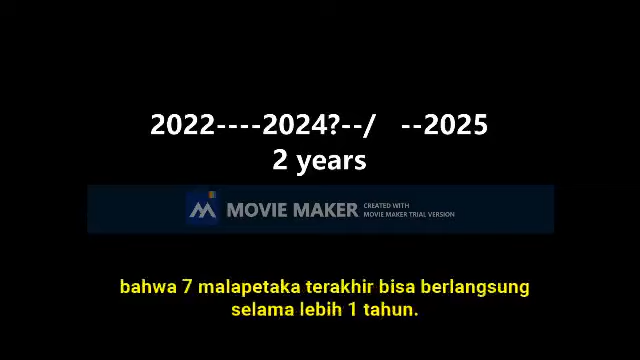 2022----2024?--/   --2025
2 years
MOVIE MAKER
CREATED WITH
MOVIE MAKER TRIAL VERSION
bahwa 7 malapetaka terakhir bisa berlangsung
selama lebih 1 tahun.